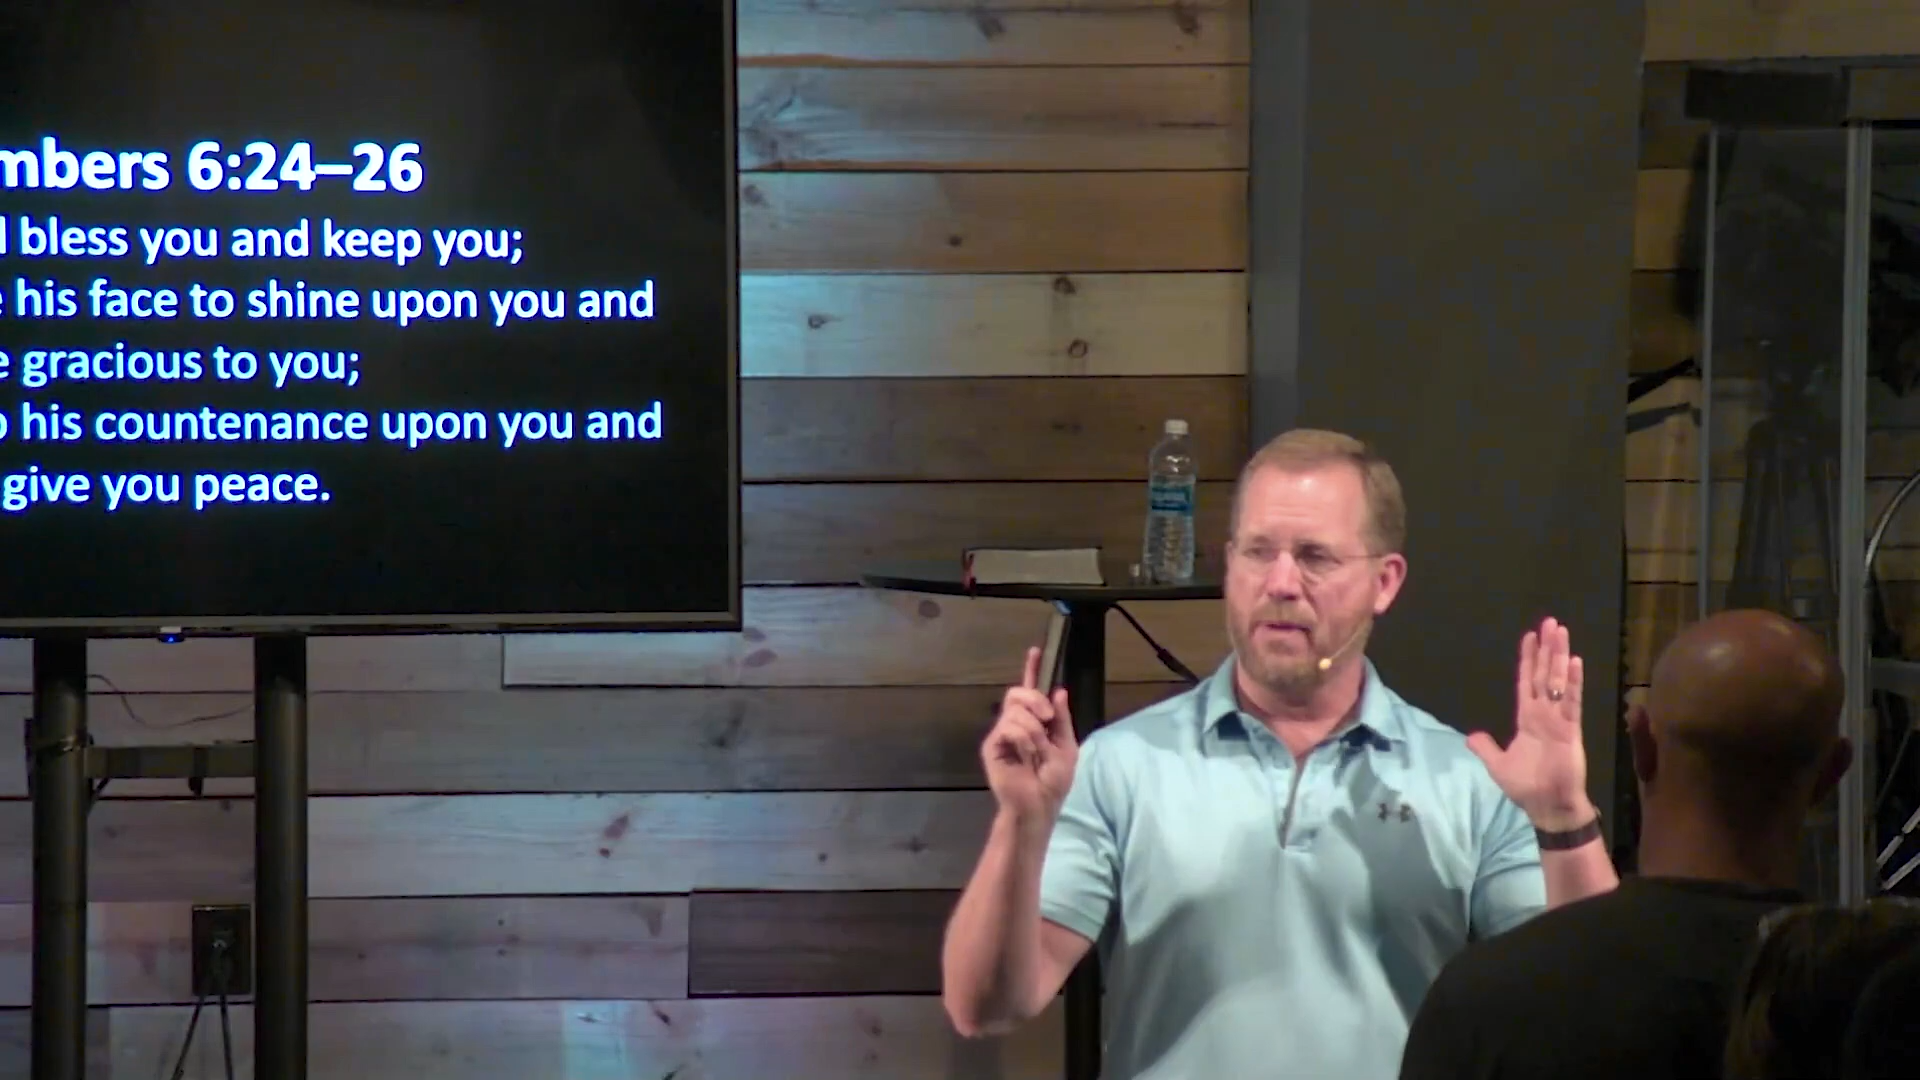 mbers 6:24–26
bless you and keep you;
his face to shine upon you and
gracious to you;
his countenance upon you and
give you peace.